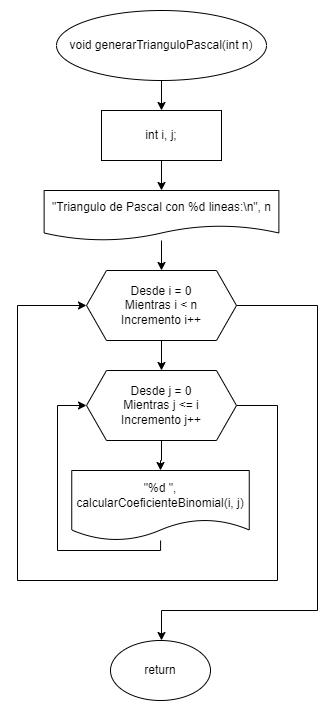 void generarTrianguloPascal(int n)
int i, j;
"Triangulo de Pascal con %d lineas:\n", n
Desde i = 0
Mientras i < n
Incremento i++
Desde j = 0
Mientras j <= i
Incremento j++
"%d ",
calcularCoeficienteBinomial(i, j)
return